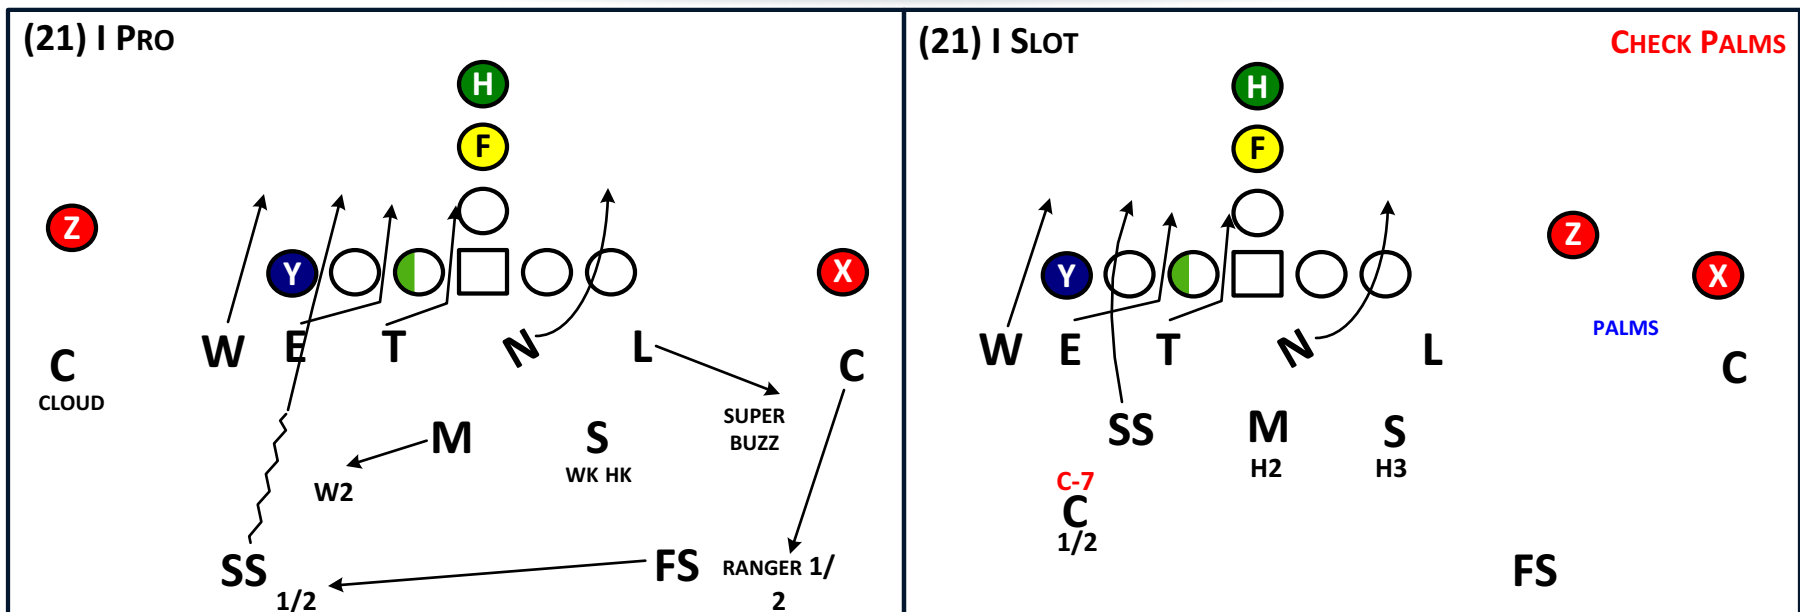 (21) I PRO
H
F
Z
Y
X
W
E
T
N
L
C
CLOUD
C
SUPER
BUZZ
M
S
WK HK
W2
SS
1/2
FS
RANGER 1/
2
(21) I SLOT
CHECK PALMS
H
F
Z
Y
X
PALMS
W
E
T
N
L
C
SS
M
H2
S
H3
C-7
C
1/2
FS